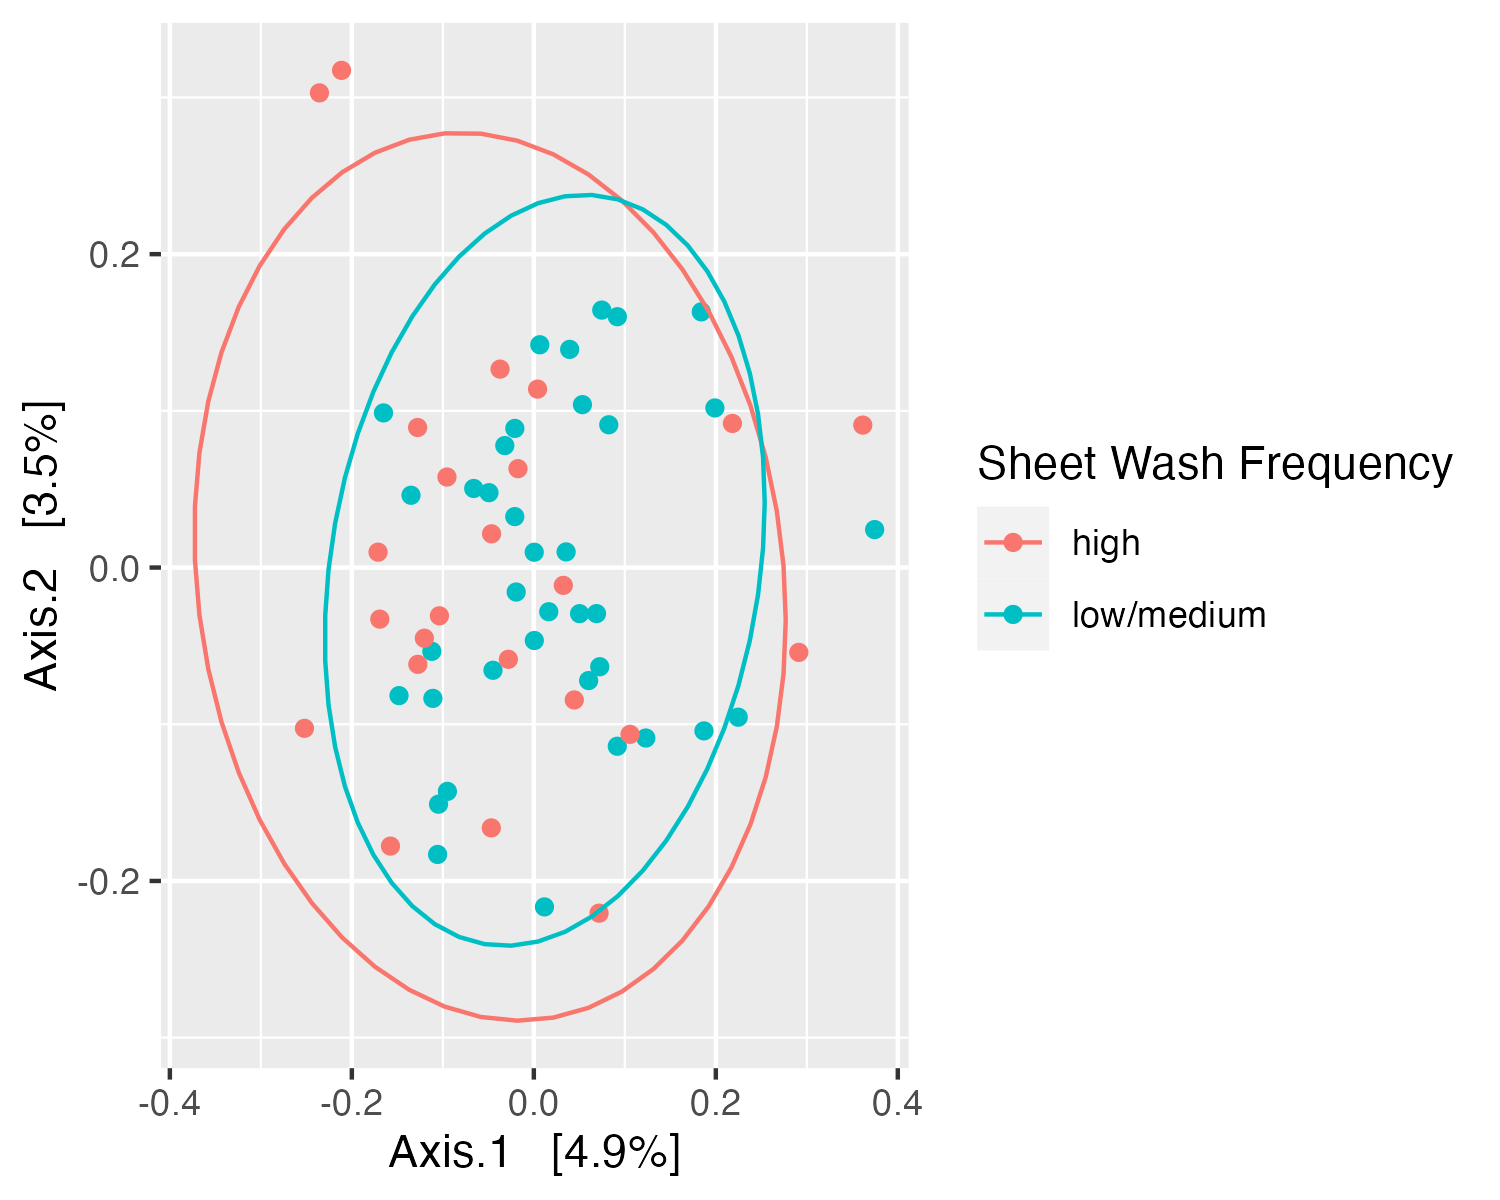 0.2
0.0
-0.2
Axis.2 [3.5%]
-0.4 -0.2 0.0 0.2 0.4
Axis.1 [4.9%]
Sheet Wash Frequency
high
low/medium